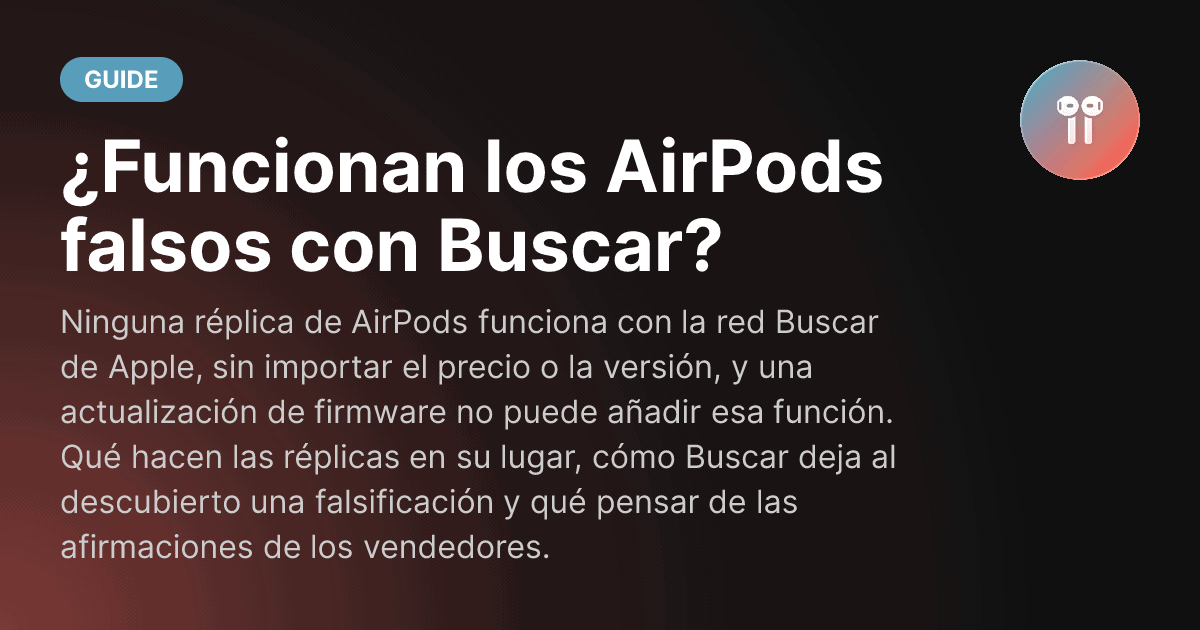 GUIDE
¿Funcionan los AirPods
falsos con Buscar?
Ninguna réplica de AirPods funciona con la red Buscar
de Apple, sin importar el precio o la versión, y una
actualización de firmware no puede añadir esa función.
Qué hacen las réplicas en su lugar, cómo Buscar deja al
descubierto una falsificación y qué pensar de las
afirmaciones de los vendedores.